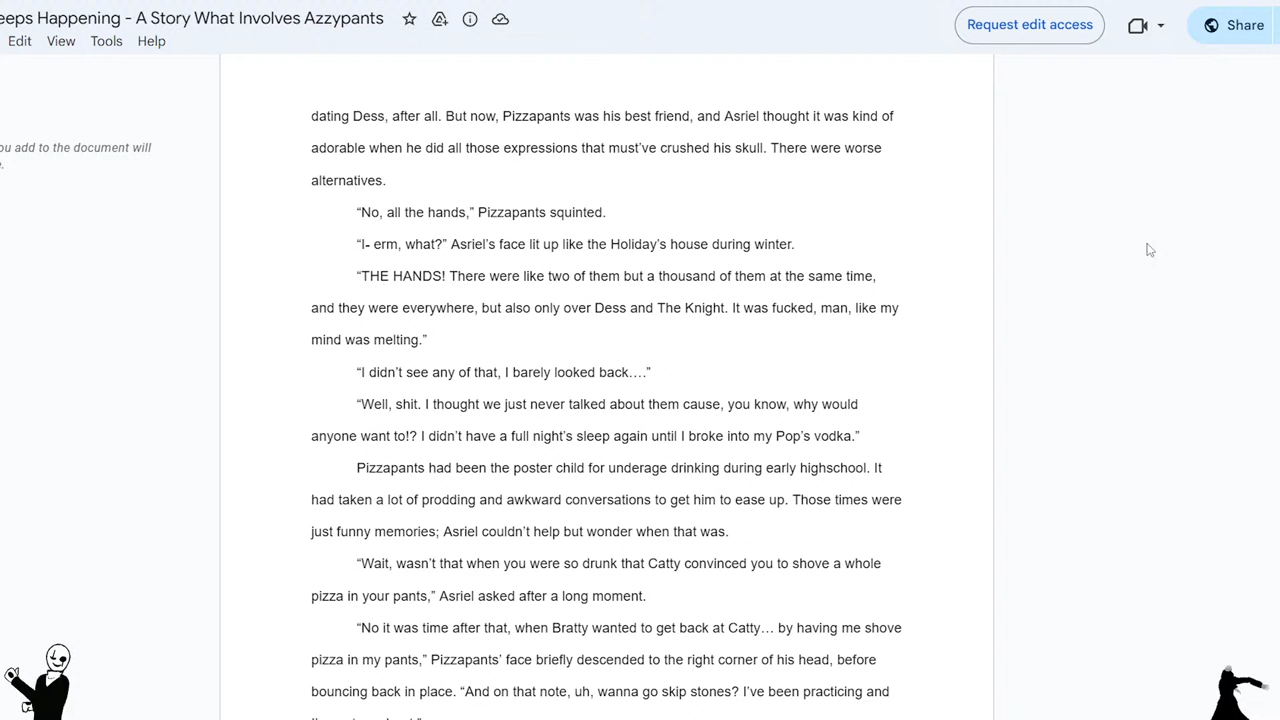 eeps Happening - A Story What Involves Azzypants
Request edit access
Share
Edit View Tools Help
ou add to the document will
e.
dating Dess, after all. But now, Pizzapants was his best friend, and Asriel thought it was kind of
adorable when he did all those expressions that must’ve crushed his skull. There were worse
alternatives.
“No, all the hands,” Pizzapants squinted.
“I- erm, what?” Asriel’s face lit up like the Holiday’s house during winter.
“THE HANDS! There were like two of them but a thousand of them at the same time,
and they were everywhere, but also only over Dess and The Knight. It was fucked, man, like my
mind was melting.”
“I didn’t see any of that, I barely looked back….”
“Well, shit. I thought we just never talked about them cause, you know, why would
anyone want to!? I didn’t have a full night’s sleep again until I broke into my Pop’s vodka.”
Pizzapants had been the poster child for underage drinking during early highschool. It
had taken a lot of prodding and awkward conversations to get him to ease up. Those times were
just funny memories; Asriel couldn’t help but wonder when that was.
“Wait, wasn’t that when you were so drunk that Catty convinced you to shove a whole
pizza in your pants,” Asriel asked after a long moment.
“No it was time after that, when Bratty wanted to get back at Catty… by having me shove
pizza in my pants,” Pizzapants’ face briefly descended to the right corner of his head, before
bouncing back in place. “And on that note, uh, wanna go skip stones? I’ve been practicing and